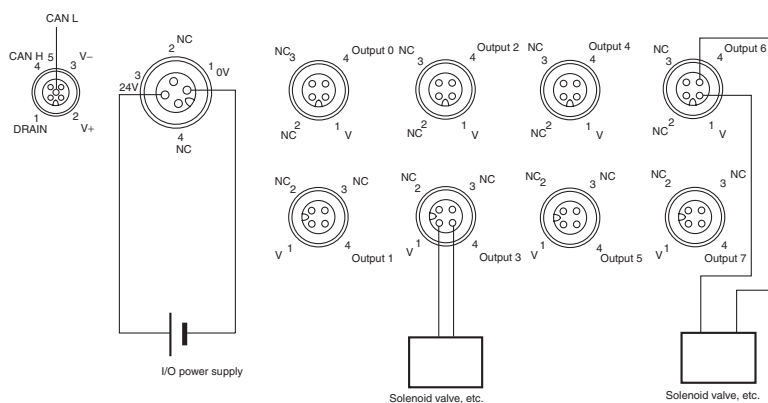 CAN L
CAN H 5 V–
4 3
1 2
DRAIN V+
NC
2
3 1 0V
24V
4
NC
NC 3 4 Output 0
NC 2 1 V
NC 3 4 Output 2
NC 2 1 V
NC 3 4 Output 4
NC 2 1 V
NC 3 4 Output 6
NC 2 1 V
NC 2 3 NC
V 1 4 Output 1
NC 2 3 NC
V 1 4 Output 3
NC 2 3 NC
V 1 4 Output 5
NC 2 3 NC
V 1 4 Output 7
I/O power supply
Solenoid valve, etc.
Solenoid valve, etc.